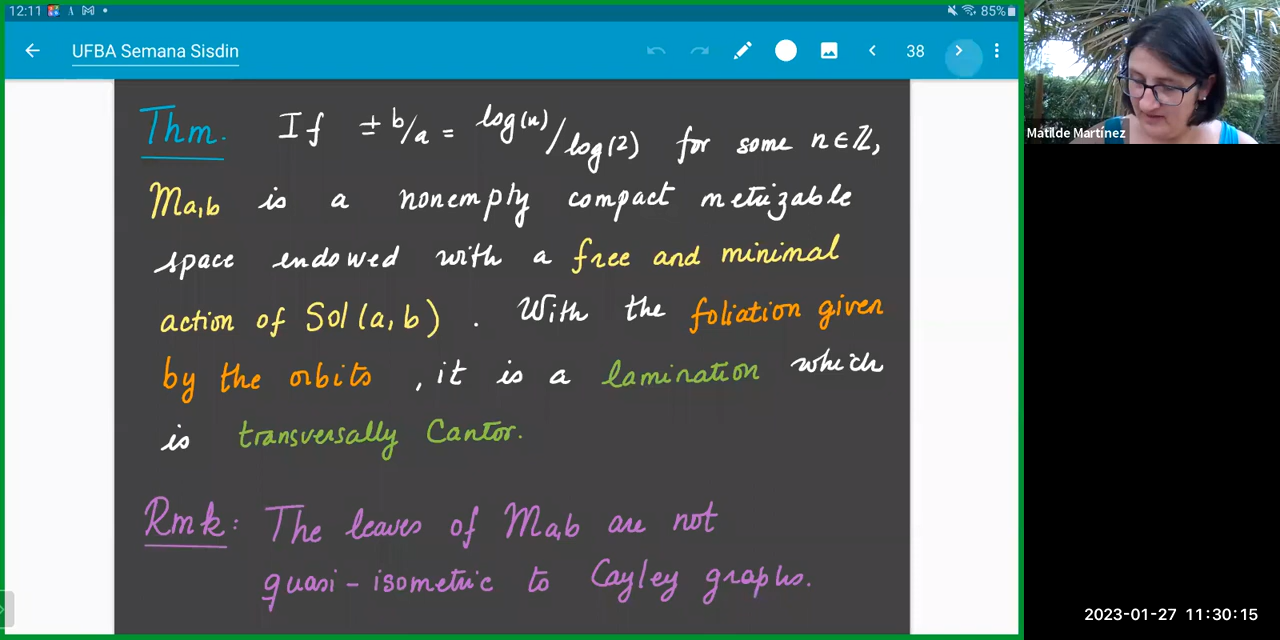 12:11
85%
UFBA Semana Sisdin
38
Thm. If ± b/a = log(n)/log(2) for some n ∈ ℤ,
Ma,b is a nonempty compact metrizable
space endowed with a free and minimal
action of Sol(a,b). With the foliation given
by the orbits, it is a lamination which
is transversally Cantor.
Rmk: The leaves of Ma,b are not
quasi-isometric to Cayley graphs.
Matilde Martínez
2023-01-27 11:30:15